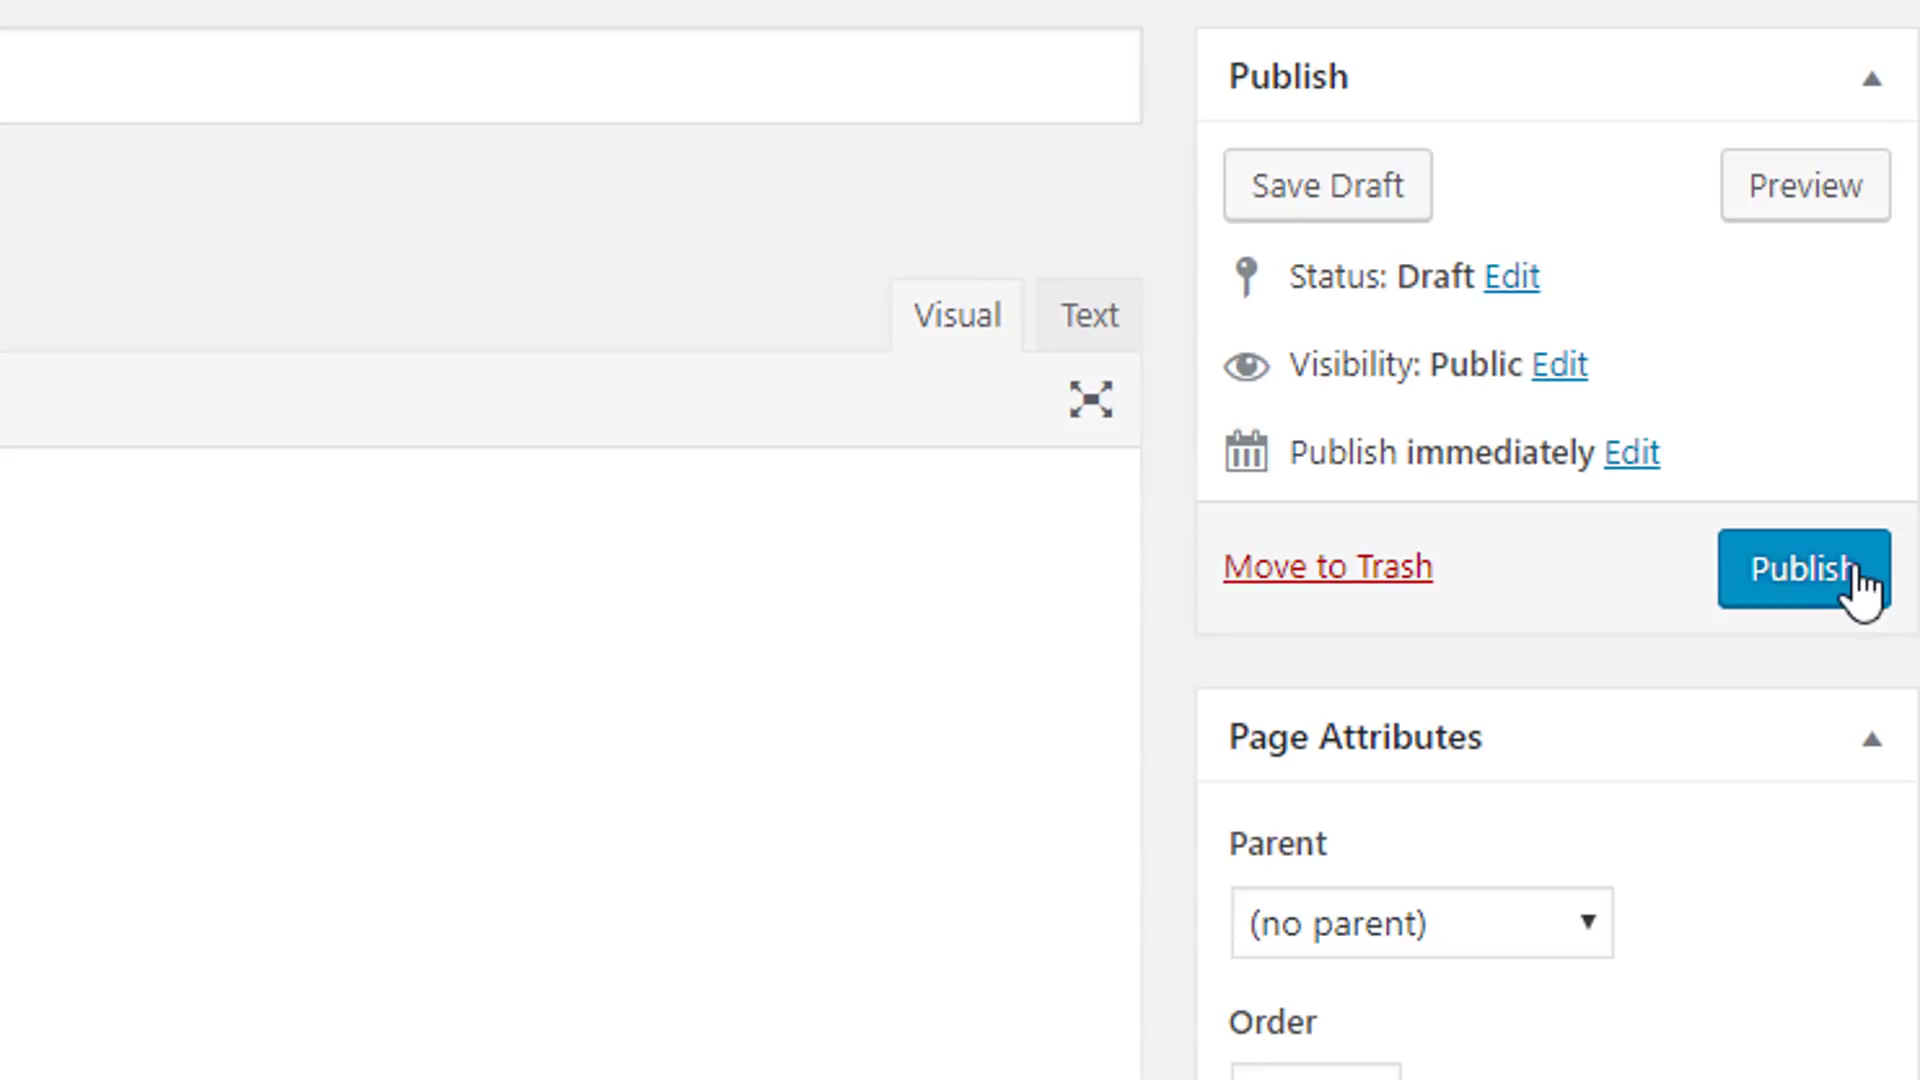 Publish
Save Draft
Preview
Status: Draft Edit
Visual
Text
Visibility: Public Edit
Publish immediately Edit
Move to Trash
Publish
Page Attributes
Parent
(no parent)
Order